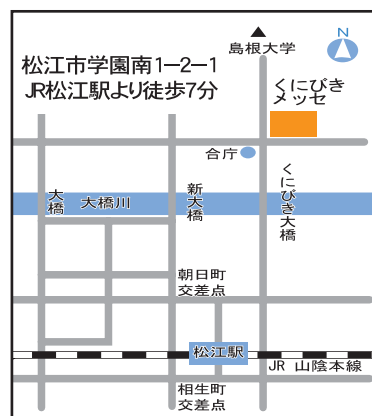 島根大学
N
松江市学園南1-2-1
JR松江駅より徒歩7分
くにびき
メッセ
合庁
大橋
大橋川
新大橋
くにびき大橋
朝日町
交差点
松江駅
JR 山陰本線
相生町
交差点